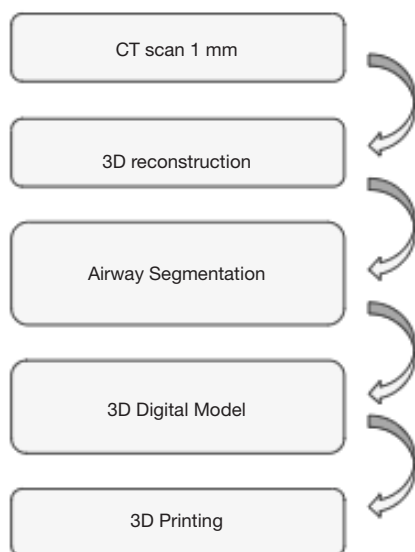 CT scan 1 mm
3D reconstruction
Airway Segmentation
3D Digital Model
3D Printing